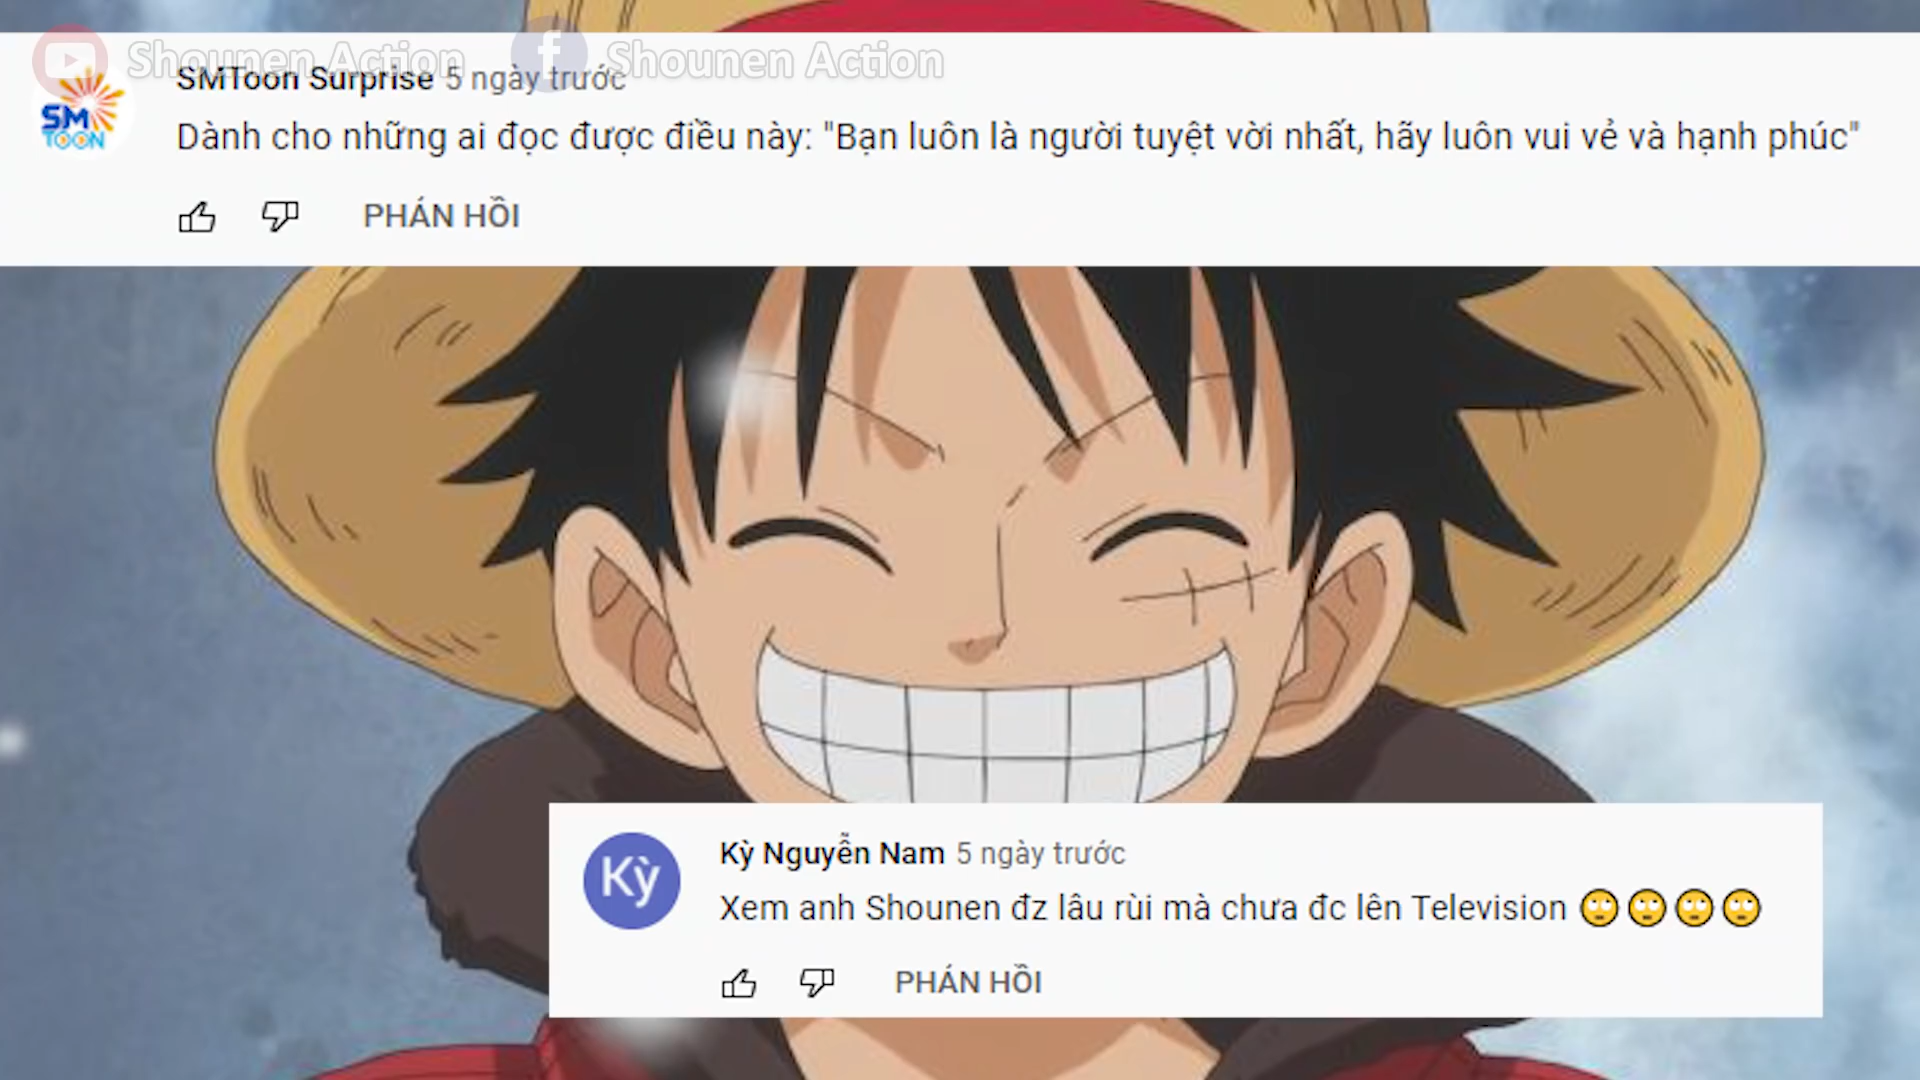 Shounen Action Shounen Action
SMToon Surprise 5 ngày trước
SM TOON
Dành cho những ai đọc được điều này: "Bạn luôn là người tuyệt vời nhất, hãy luôn vui vẻ và hạnh phúc"
PHẢN HỒI
Kỳ Nguyễn Nam 5 ngày trước
Kỳ
Xem anh Shounen đz lâu rùi mà chưa đc lên Television 🙄🙄🙄🙄
PHẢN HỒI